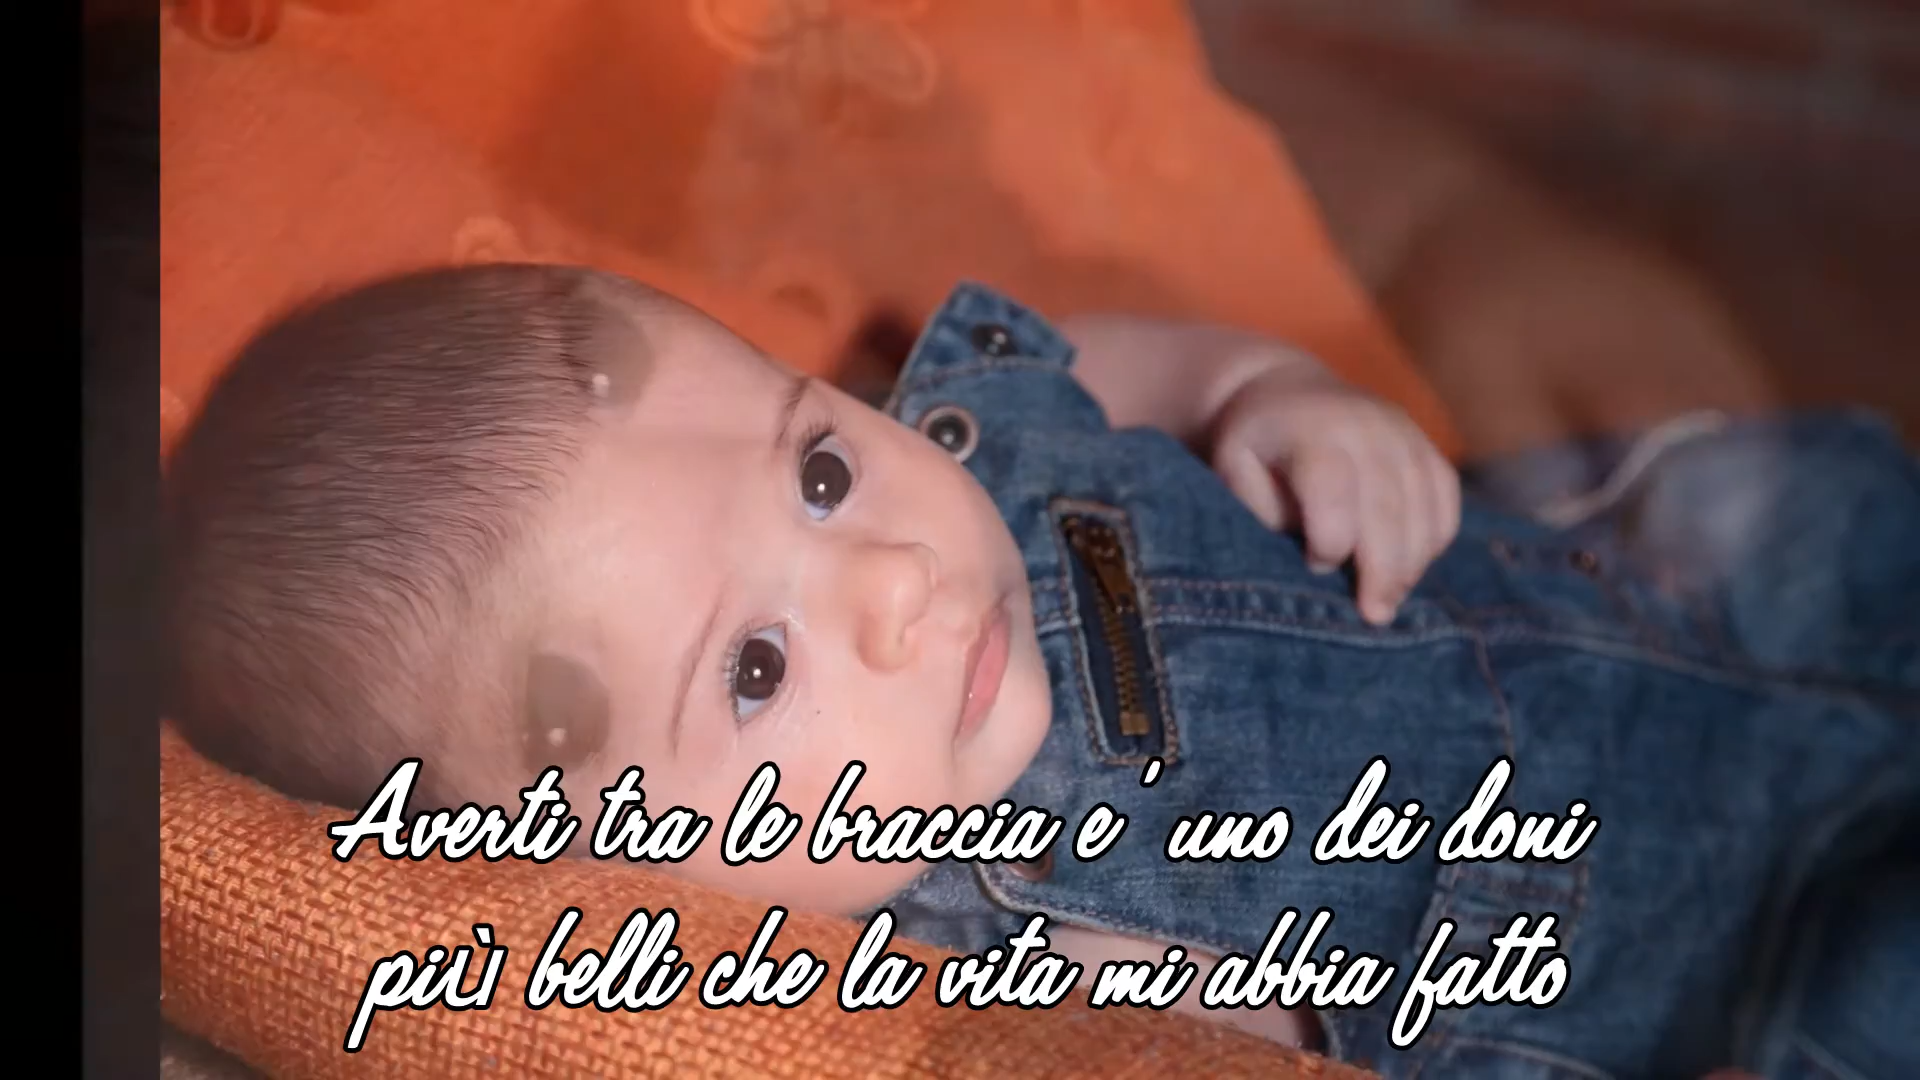 Averti tra le braccia e' uno dei doni
più belli che la vita mi abbia fatto